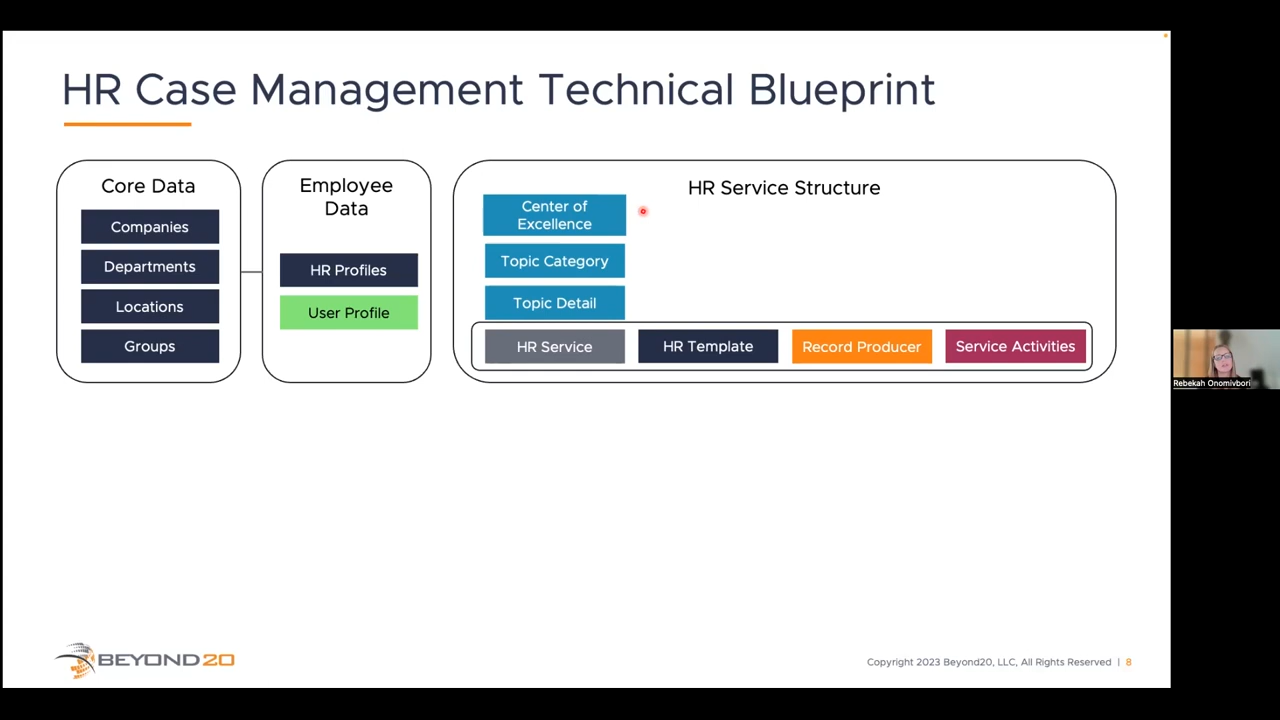 HR Case Management Technical Blueprint
Core Data
Companies
Departments
Locations
Groups
Employee
Data
HR Profiles
User Profile
HR Service Structure
Center of
Excellence
Topic Category
Topic Detail
HR Service
HR Template
Record Producer
Service Activities
Rebekah Onomivbori
BEYOND20
Copyright 2023 Beyond20, LLC, All Rights Reserved | 8